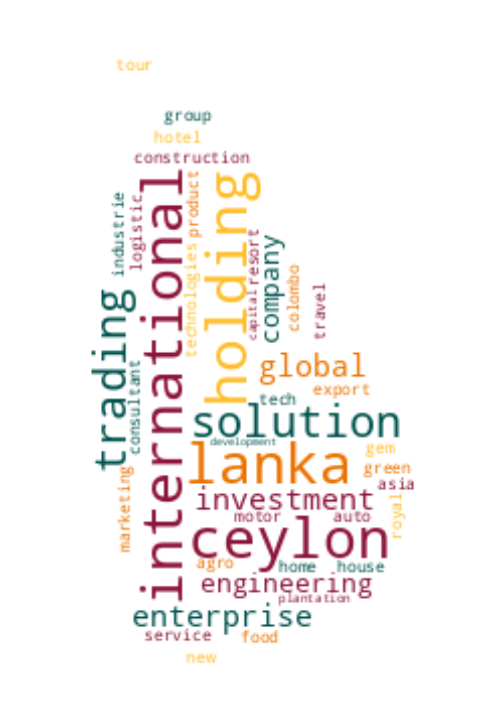 tour
group
hotel
construction
international
holding
product
industrie
logistic
technologies
resort
capital
company
colombo
travel
trading
consultant
global
export
tech
solution
development
lanka
gem
green
asia
marketing
investment
royal
motor
auto
ceylon
agro
home
house
engineering
plantation
enterprise
service
food
new